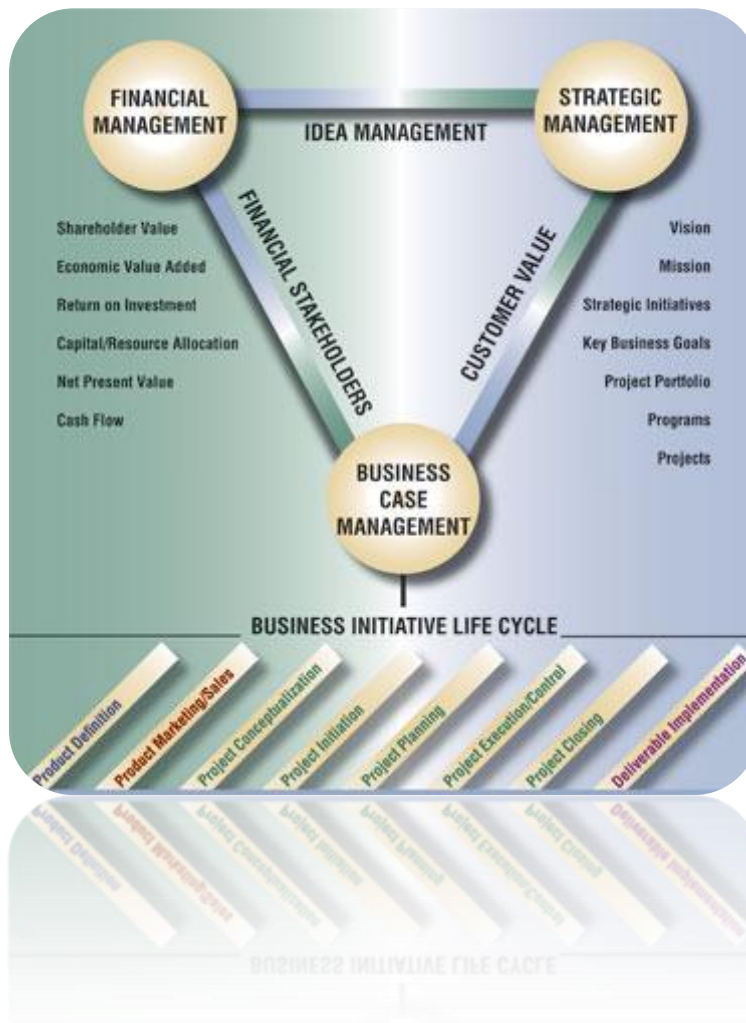 FINANCIAL
MANAGEMENT
STRATEGIC
MANAGEMENT
IDEA MANAGEMENT
FINANCIAL STAKEHOLDERS
CUSTOMER VALUE
Shareholder Value
Economic Value Added
Return on Investment
Capital/Resource Allocation
Net Present Value
Cash Flow
Vision
Mission
Strategic Initiatives
Key Business Goals
Project Portfolio
Programs
Projects
BUSINESS
CASE
MANAGEMENT
BUSINESS INITIATIVE LIFE CYCLE
Product Definition
Product Marketing/Sales
Project Conceptualization
Project Initiation
Project Planning
Project Execution/Control
Project Closing
Deliverable Implementation